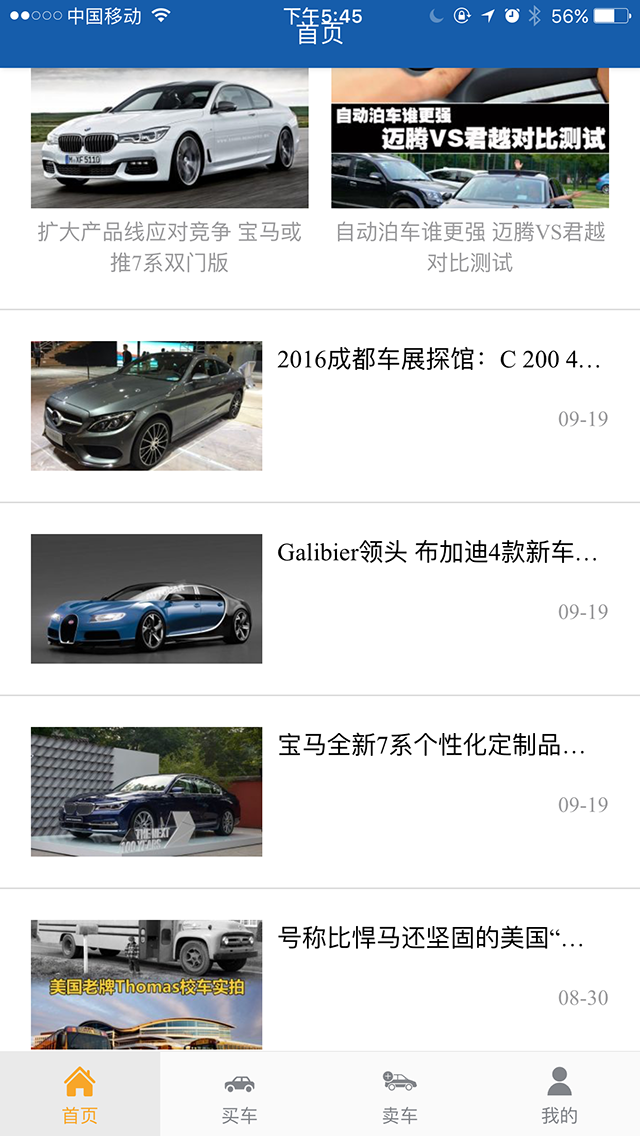 中国移动 下午5:45 56%
首页
M·XF 5110
自动泊车谁更强
迈腾VS君越对比测试
扩大产品线应对竞争 宝马或
推7系双门版
自动泊车谁更强 迈腾VS君越
对比测试
2016成都车展探馆：C 200 4…
09-19
Galibier领头 布加迪4款新车…
09-19
宝马全新7系个性化定制品…
09-19
THE NEXT
100 YEARS
号称比悍马还坚固的美国“…
08-30
美国老牌Thomas校车实拍
首页 买车 卖车 我的